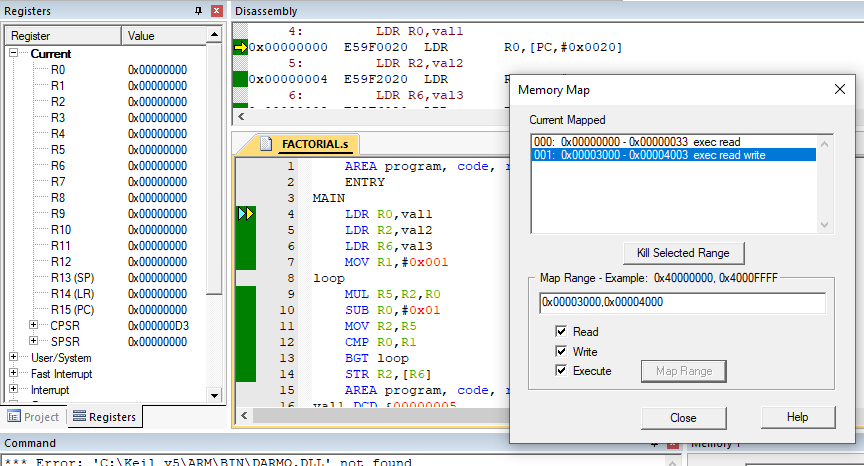 Registers
Register Value
Current
R0 0x00000000
R1 0x00000000
R2 0x00000000
R3 0x00000000
R4 0x00000000
R5 0x00000000
R6 0x00000000
R7 0x00000000
R8 0x00000000
R9 0x00000000
R10 0x00000000
R11 0x00000000
R12 0x00000000
R13 (SP) 0x00000000
R14 (LR) 0x00000000
R15 (PC) 0x00000000
CPSR 0x000000D3
SPSR 0x00000000
User/System
Fast Interrupt
Interrupt
Project Registers
Disassembly
4: LDR R0,val1
0x00000000 E59F0020 LDR R0,[PC,#0x0020]
5: LDR R2,val2
0x00000004 E59F2020 LDR
6: LDR R6,val3
FACTORIAL.s
1 AREA program, code,
2 ENTRY
3 MAIN
4 LDR R0,val1
5 LDR R2,val2
6 LDR R6,val3
7 MOV R1,#0x001
8 loop
9 MUL R5,R2,R0
10 SUB R0,#0x01
11 MOV R2,R5
12 CMP R0,R1
13 BGT loop
14 STR R2,[R6]
15 AREA program, code,
16 val1 DCD &00000005
Memory Map
Current Mapped
000: 0x00000000 - 0x00000033 exec read
001: 0x00003000 - 0x00004003 exec read write
Kill Selected Range
Map Range - Example: 0x40000000, 0x4000FFFF
0x00003000,0x00004000
Read
Write
Execute
Map Range
Close
Help
Command
*** Error: 'C:\Keil_v5\ARM\BIN\DARMO.DLL' not found
Memory 1